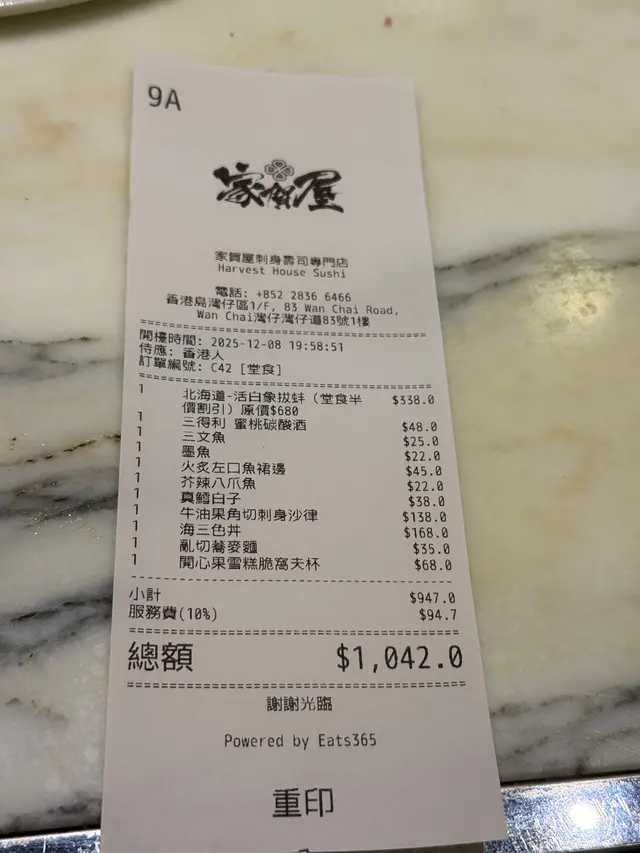 9A
家賀屋
家賀屋刺身壽司專門店
Harvest House Sushi
電話: +852 2836 6466
香港島灣仔區1/F, 83 Wan Chai Road,
Wan Chai灣仔灣仔道83號1樓
開檯時間: 2025-12-08 19:58:51
侍應: 香港人
訂單編號: C42 [堂食]
1 北海道-活白象拔蚌（堂食半 $338.0
價割引）原價$680
1 三得利 蜜桃碳酸酒 $48.0
1 三文魚 $25.0
1 墨魚 $22.0
1 火炙左口魚裙邊 $45.0
1 芥辣八爪魚 $22.0
1 真鱈白子 $38.0
1 牛油果角切刺身沙律 $138.0
1 海三色丼 $168.0
1 亂切蕎麥麵 $35.0
1 開心果雪糕脆窩夫杯 $68.0
小計 $947.0
服務費(10%) $94.7
總額 $1,042.0
謝謝光臨
Powered by Eats365
重印